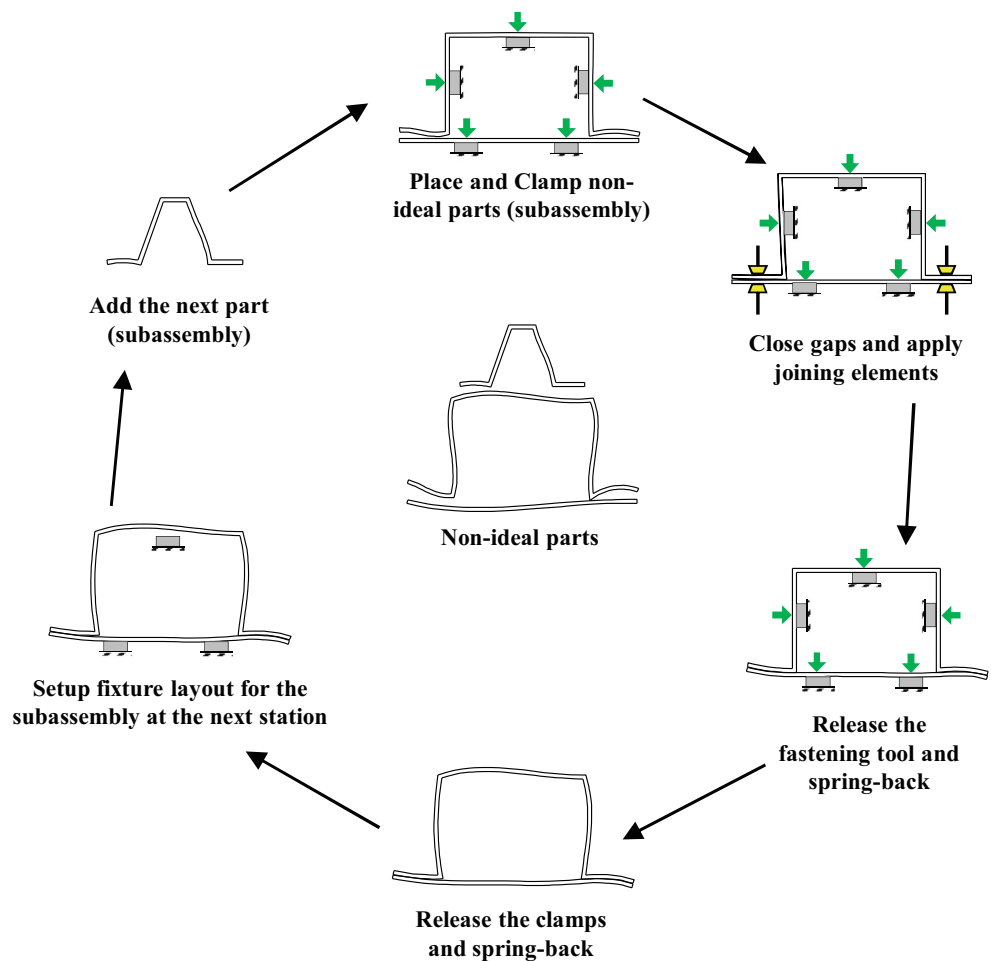 Place and Clamp non-
ideal parts (subassembly)
Close gaps and apply
joining elements
Release the
fastening tool and
spring-back
Release the clamps
and spring-back
Setup fixture layout for the
subassembly at the next station
Add the next part
(subassembly)
Non-ideal parts